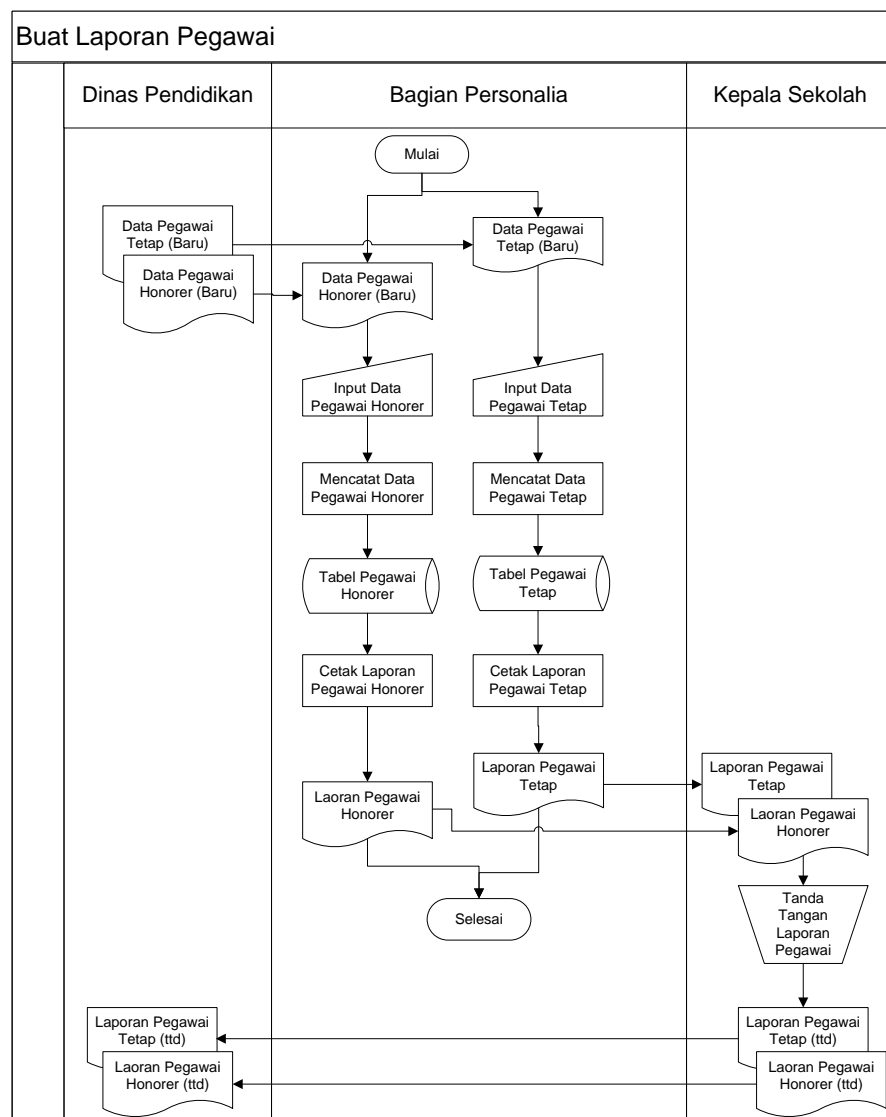 Buat Laporan Pegawai
Dinas Pendidikan
Bagian Personalia
Kepala Sekolah
Mulai
Data Pegawai
Tetap (Baru)
Data Pegawai
Honorer (Baru)
Data Pegawai
Tetap (Baru)
Data Pegawai
Honorer (Baru)
Input Data
Pegawai Honorer
Input Data
Pegawai Tetap
Mencatat Data
Pegawai Honorer
Mencatat Data
Pegawai Tetap
Tabel Pegawai
Honorer
Tabel Pegawai
Tetap
Cetak Laporan
Pegawai Honorer
Cetak Laporan
Pegawai Tetap
Laoran Pegawai
Honorer
Laporan Pegawai
Tetap
Laporan Pegawai
Tetap
Laoran Pegawai
Honorer
Selesai
Tanda
Tangan
Laporan
Pegawai
Laporan Pegawai
Tetap (ttd)
Laoran Pegawai
Honorer (ttd)
Laporan Pegawai
Tetap (ttd)
Laoran Pegawai
Honorer (ttd)